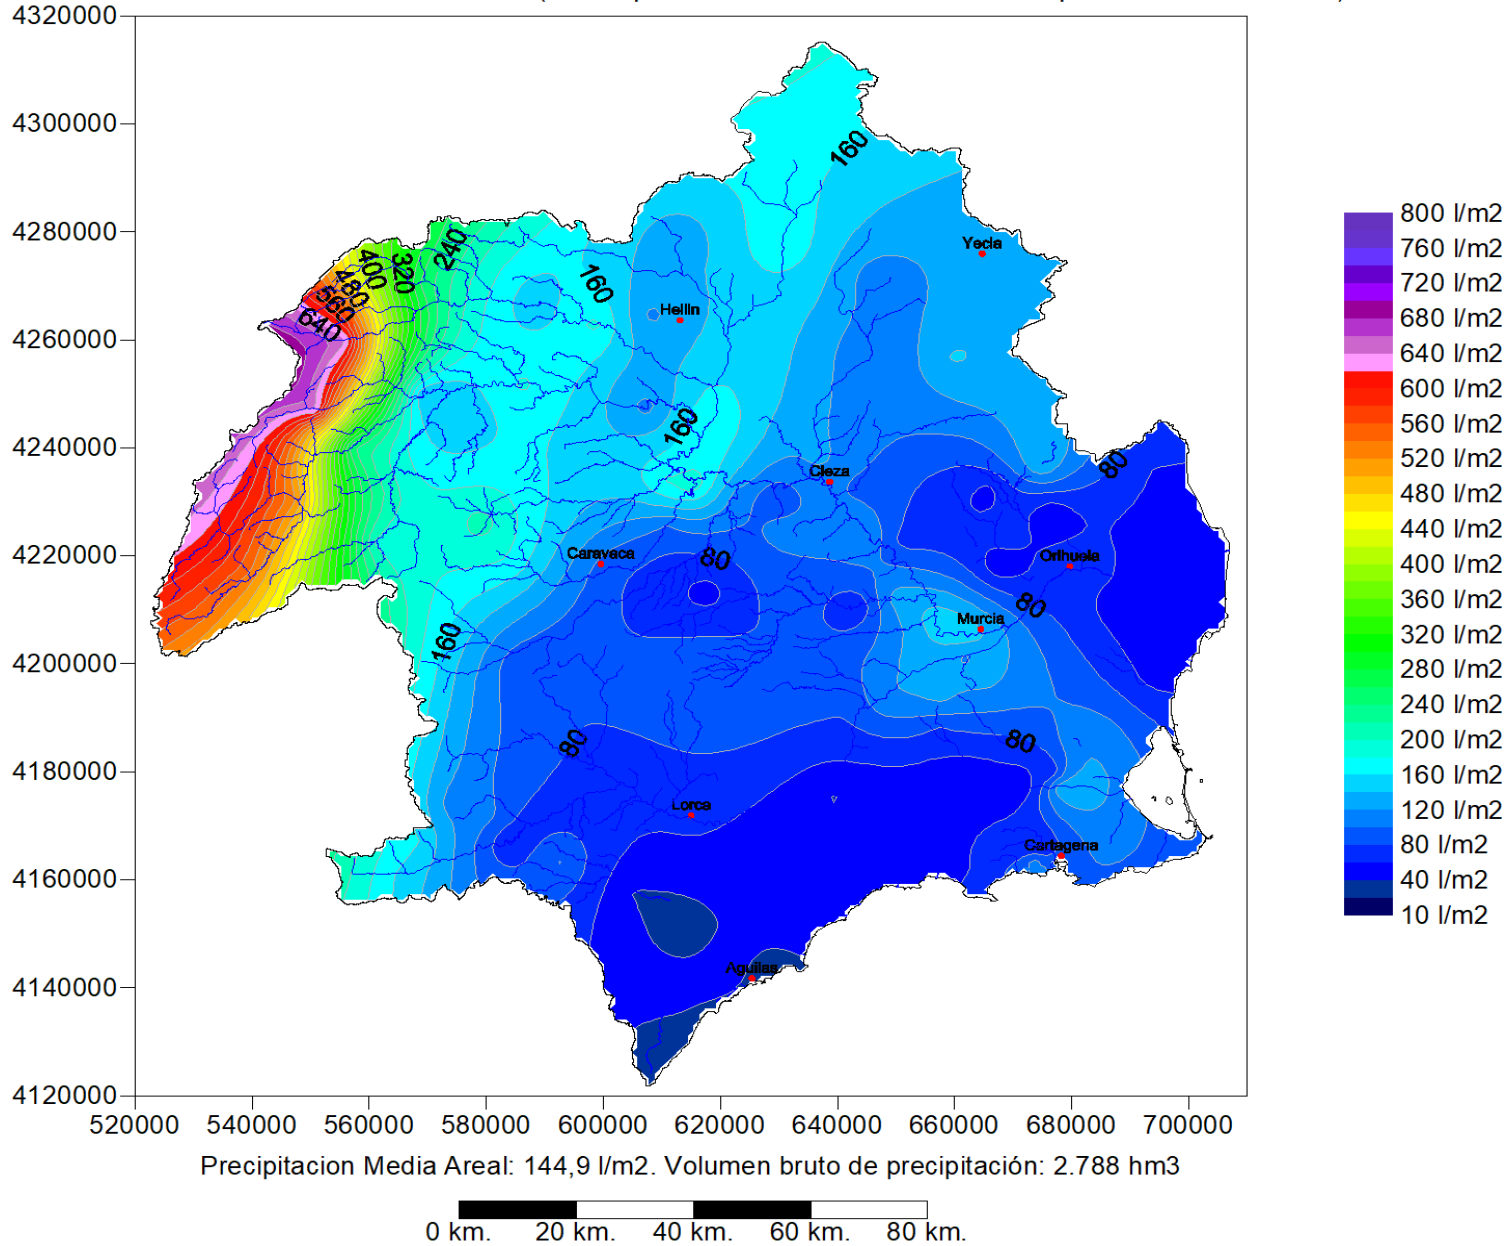 4320000
4300000
4280000
4260000
4240000
4220000
4200000
4180000
4160000
4140000
4120000
520000 540000 560000 580000 600000 620000 640000 660000 680000 700000
160
240
320
400
480
560
640
160
160
160
80
80
80
80
80
Yecla
Hellin
Cieza
Caravaca
Orihuela
Murcia
Lorca
Cartagena
Aguilas
800 l/m2
760 l/m2
720 l/m2
680 l/m2
640 l/m2
600 l/m2
560 l/m2
520 l/m2
480 l/m2
440 l/m2
400 l/m2
360 l/m2
320 l/m2
280 l/m2
240 l/m2
200 l/m2
160 l/m2
120 l/m2
80 l/m2
40 l/m2
10 l/m2
Precipitacion Media Areal: 144,9 l/m2. Volumen bruto de precipitación: 2.788 hm3
0 km. 20 km. 40 km. 60 km. 80 km.